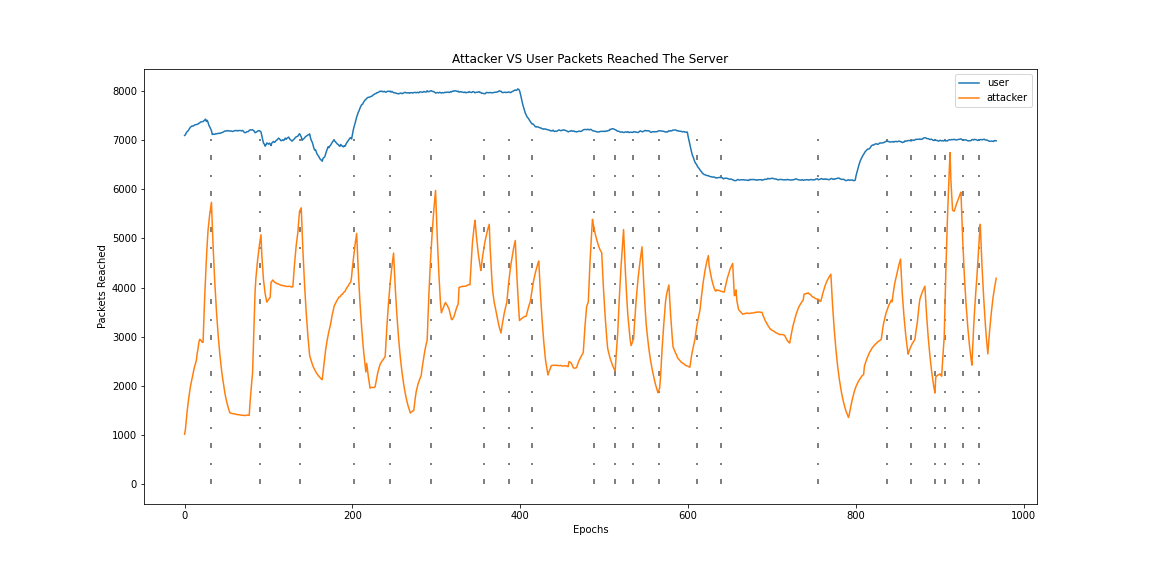 Attacker VS User Packets Reached The Server
user
attacker
8000
7000
6000
5000
4000
3000
2000
1000
0
Packets Reached
0 200 400 600 800 1000
Epochs